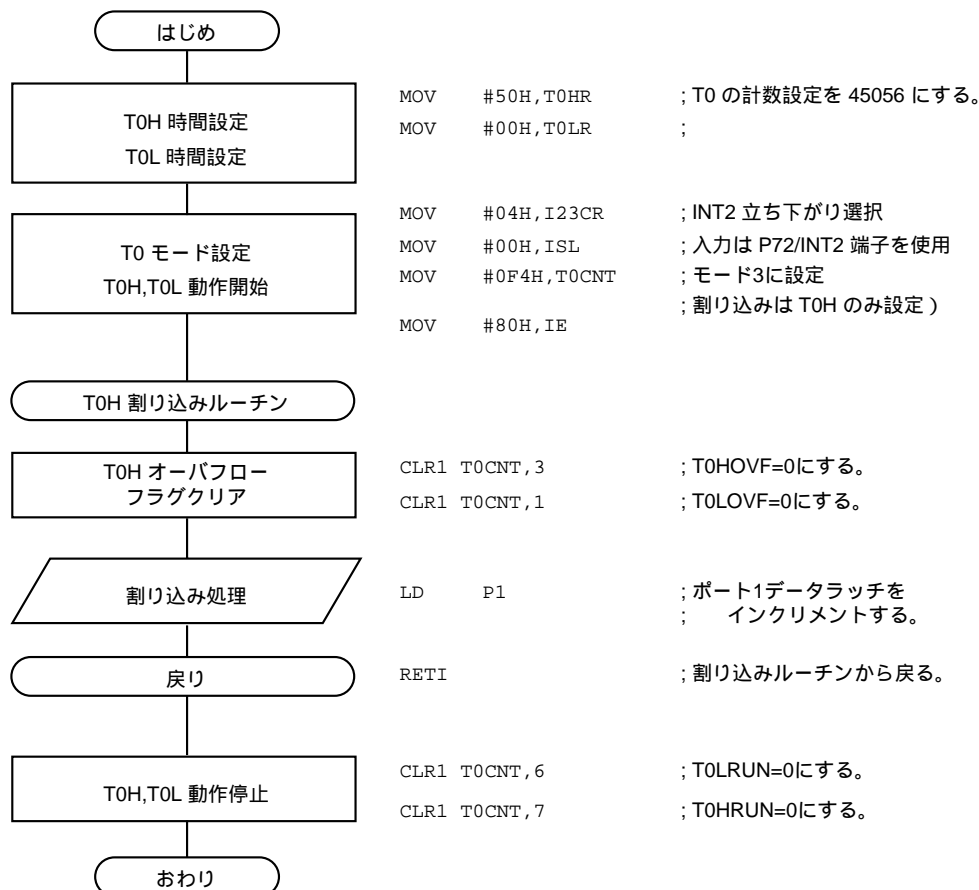 はじめ
T0H 時間設定
T0L 時間設定
MOV #50H,T0HR ; T0 の計数設定を 45056 にする。
MOV #00H,T0LR ;
T0 モード設定
T0H,T0L 動作開始
MOV #04H,I23CR ; INT2 立ち下がり選択
MOV #00H,ISL ; 入力は P72/INT2 端子を使用
MOV #0F4H,T0CNT ; モード3に設定
; 割り込みは T0H のみ設定 )
MOV #80H,IE
T0H 割り込みルーチン
T0H オーバフロー
フラグクリア
CLR1 T0CNT,3 ; T0HOVF=0にする。
CLR1 T0CNT,1 ; T0LOVF=0にする。
割り込み処理
LD P1 ; ポート1データラッチを
; インクリメントする。
戻り
RETI ; 割り込みルーチンから戻る。
T0H,T0L 動作停止
CLR1 T0CNT,6 ; T0LRUN=0にする。
CLR1 T0CNT,7 ; T0HRUN=0にする。
おわり